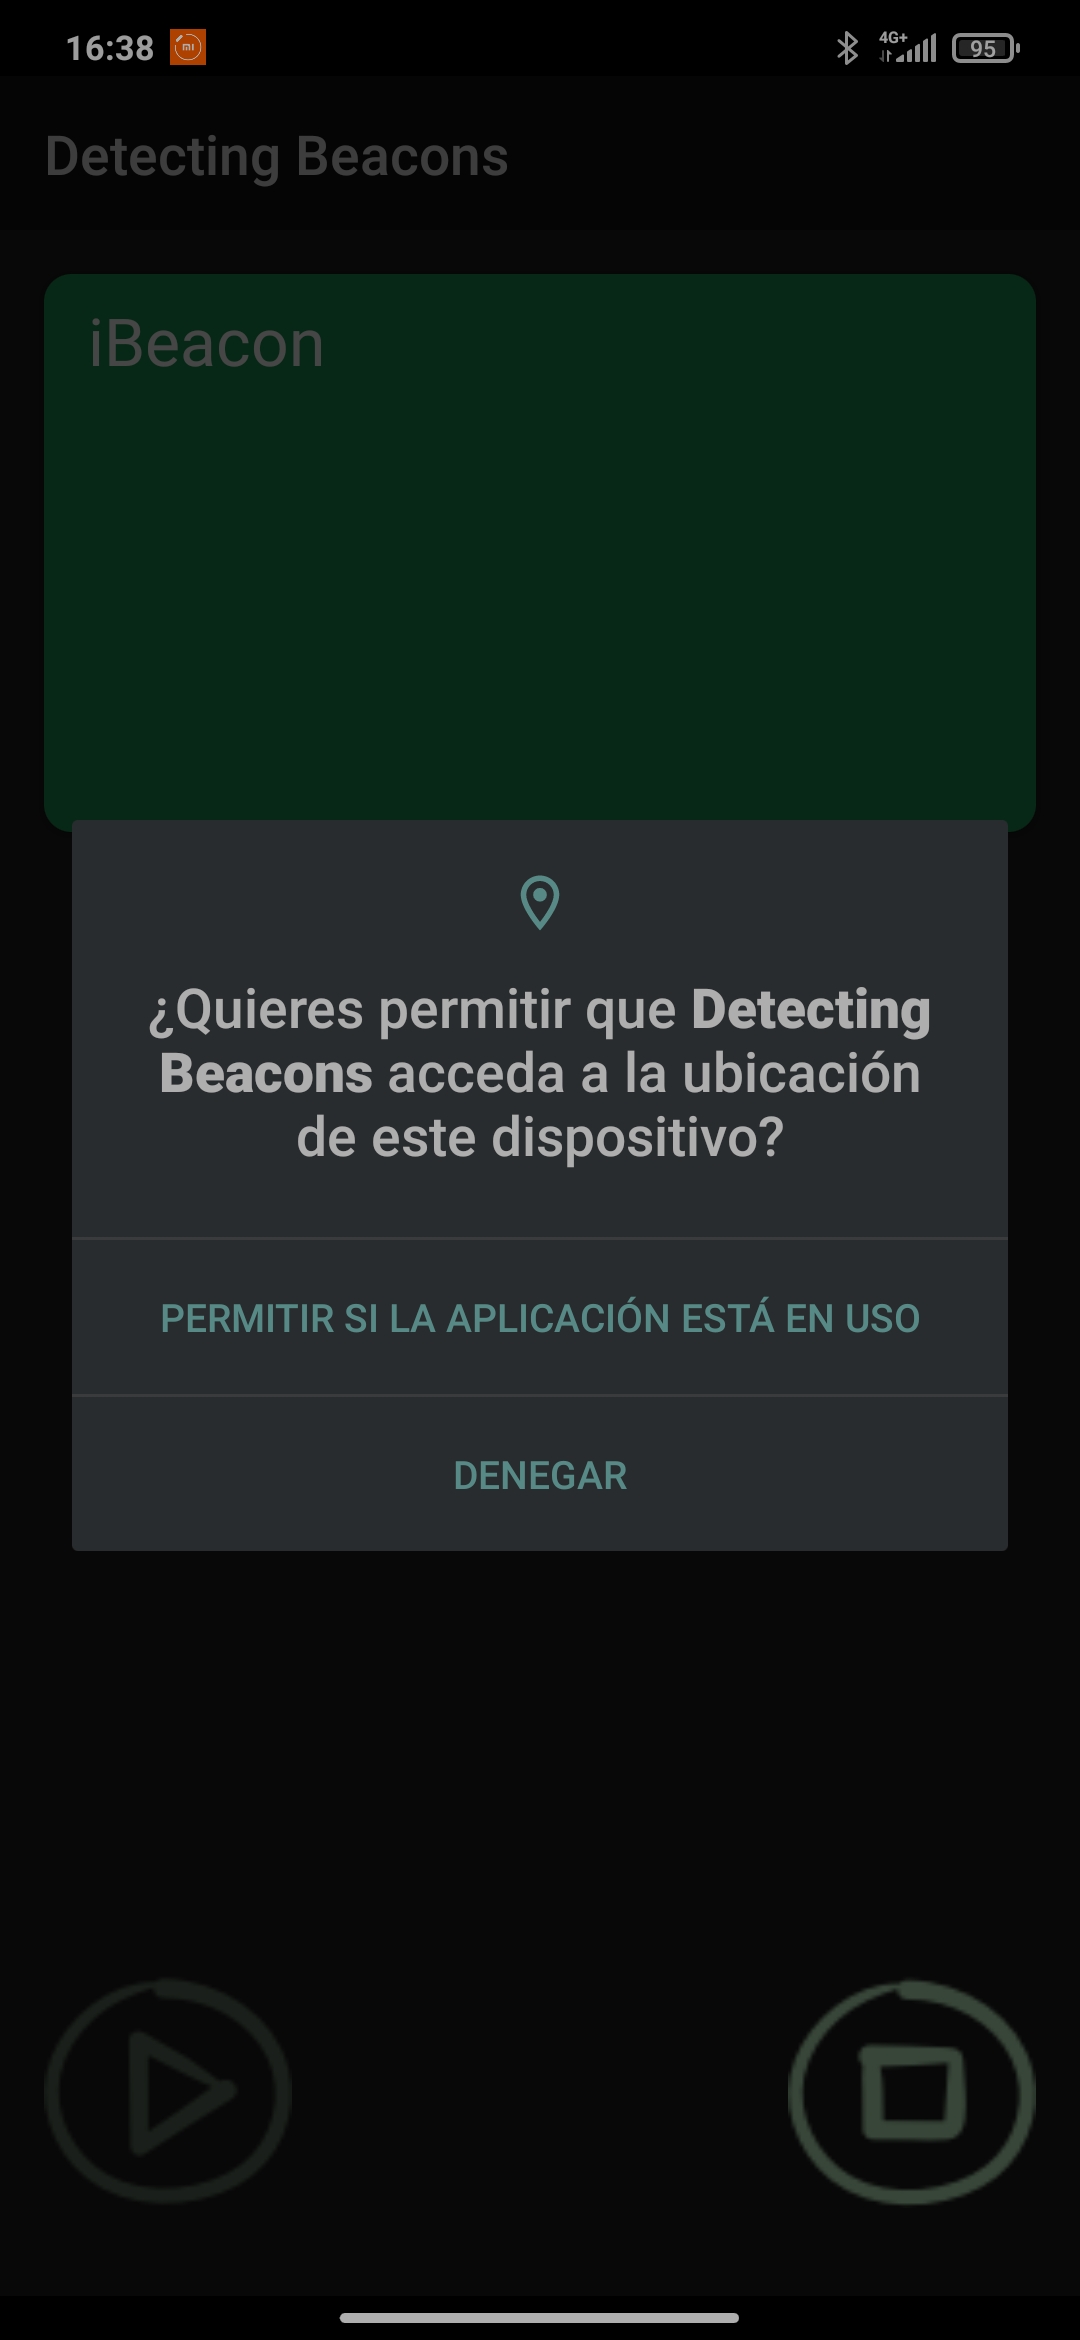 16:38
4G+
95
Detecting Beacons
iBeacon
¿Quieres permitir que Detecting
Beacons acceda a la ubicación
de este dispositivo?
PERMITIR SI LA APLICACIÓN ESTÁ EN USO
DENEGAR